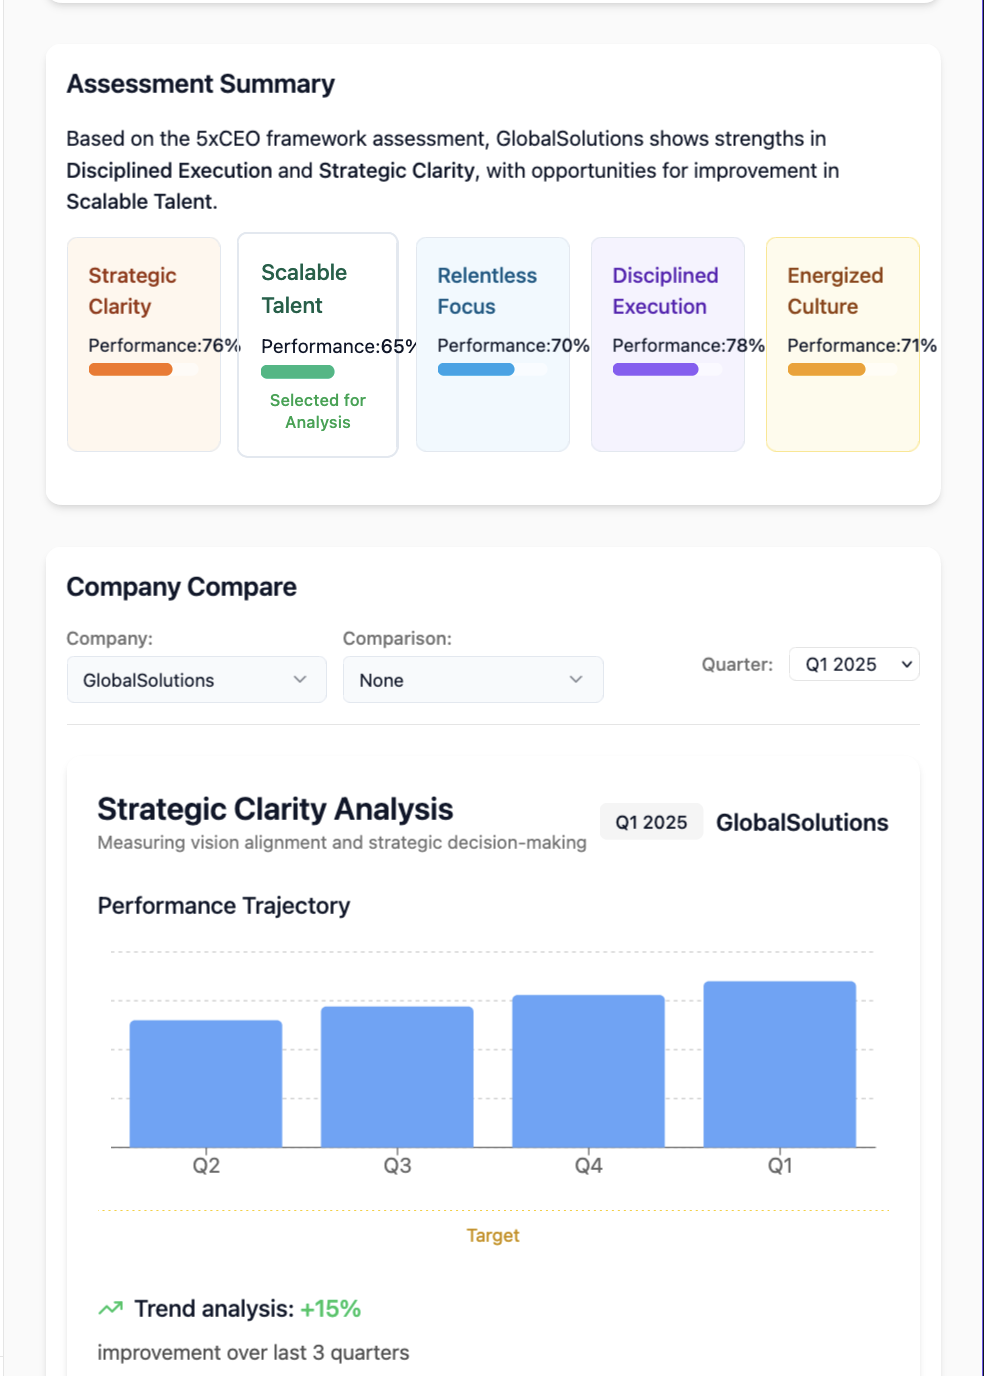 Assessment Summary
Based on the 5xCEO framework assessment, GlobalSolutions shows strengths in
Disciplined Execution and Strategic Clarity, with opportunities for improvement in
Scalable Talent.
Strategic
Clarity
Performance:76%
Scalable
Talent
Performance:65%
Selected for
Analysis
Relentless
Focus
Performance:70%
Disciplined
Execution
Performance:78%
Energized
Culture
Performance:71%
Company Compare
Company:
GlobalSolutions
Comparison:
None
Quarter:
Q1 2025
Strategic Clarity Analysis
Measuring vision alignment and strategic decision-making
Q1 2025
GlobalSolutions
Performance Trajectory
Q2
Q3
Q4
Q1
Target
Trend analysis: +15%
improvement over last 3 quarters